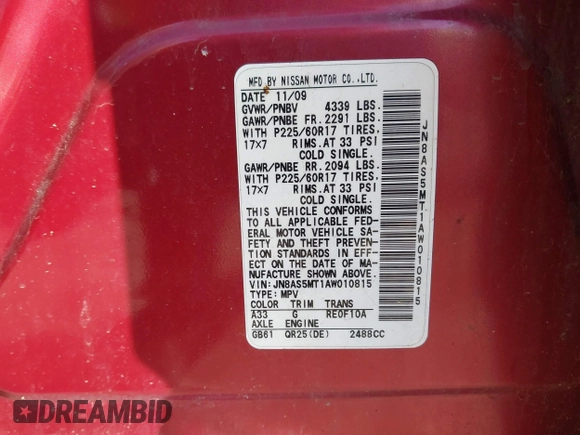 MFD BY NISSAN MOTOR CO.,LTD.
DATE 11/09
GVWR/PNBV 4339 LBS.
GAWR/PNBE FR. 2291 LBS.
WITH P225/60R17 TIRES.
17×7 RIMS.AT 33 PSI
COLD SINGLE.
GAWR/PNBE RR. 2094 LBS.
WITH P225/60R17 TIRES.
17×7 RIMS.AT 33 PSI
COLD SINGLE.
THIS VEHICLE CONFORMS
TO ALL APPLICABLE FED-
ERAL MOTOR VEHICLE SA-
FETY AND THEFT PREVEN-
TION STANDARDS IN EFF-
ECT ON THE DATE OF MA-
NUFACTURE SHOWN ABOVE.
VIN:JN8AS5MT1AW010815
TYPE:MPV
COLOR TRIM TRANS
A33 G RE0F10A
AXLE ENGINE
GB61 QR25(DE) 2488CC
JN8AS5MT1AW010815
DREAMBID